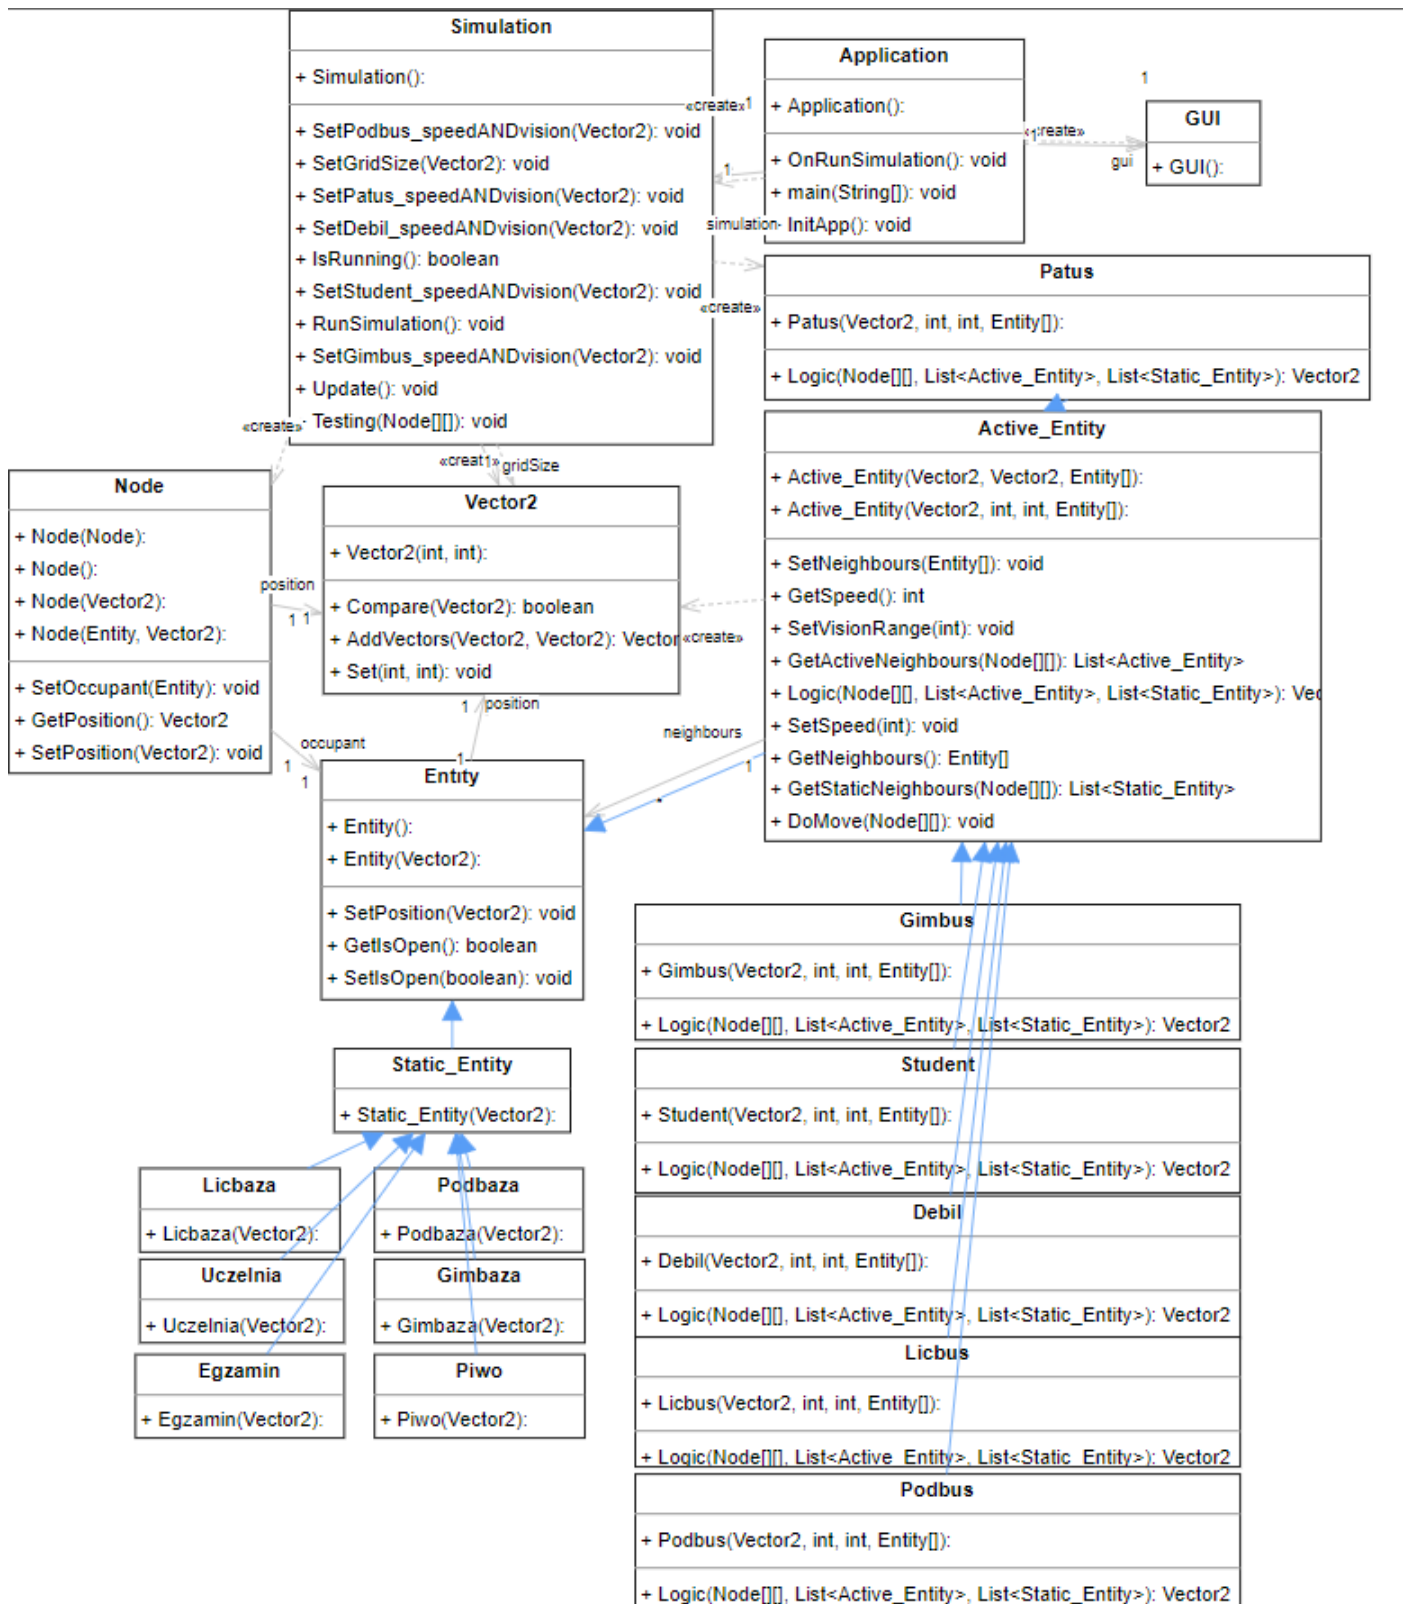 Simulation
+ Simulation():
+ SetPodbus_speedANDvision(Vector2): void
+ SetGridSize(Vector2): void
+ SetPatus_speedANDvision(Vector2): void
+ SetDebil_speedANDvision(Vector2): void
+ IsRunning(): boolean
+ SetStudent_speedANDvision(Vector2): void
+ RunSimulation(): void
+ SetGimbus_speedANDvision(Vector2): void
+ Update(): void
- Testing(Node[][]): void
Application
+ Application():
+ OnRunSimulation(): void
+ main(String[]): void
- InitApp(): void
«create»
1
1
simulation
1
1
«create»
gui
GUI
+ GUI():
«create»
Patus
+ Patus(Vector2, int, int, Entity[]):
+ Logic(Node[][], List<Active_Entity>, List<Static_Entity>): Vector2
Active_Entity
+ Active_Entity(Vector2, Vector2, Entity[]):
+ Active_Entity(Vector2, int, int, Entity[]):
+ SetNeighbours(Entity[]): void
+ GetSpeed(): int
+ SetVisionRange(int): void
+ GetActiveNeighbours(Node[][]): List<Active_Entity>
+ Logic(Node[][], List<Active_Entity>, List<Static_Entity>): Vec
+ SetSpeed(int): void
+ GetNeighbours(): Entity[]
+ GetStaticNeighbours(Node[][]): List<Static_Entity>
+ DoMove(Node[][]): void
«create»
«creat1»
gridSize
Node
+ Node(Node):
+ Node():
+ Node(Vector2):
+ Node(Entity, Vector2):
+ SetOccupant(Entity): void
+ GetPosition(): Vector2
+ SetPosition(Vector2): void
position
1 1
Vector2
+ Vector2(int, int):
+ Compare(Vector2): boolean
+ AddVectors(Vector2, Vector2): Vector
+ Set(int, int): void
«create»
1
position
1
occupant
1
1
neighbours
1
*
Entity
+ Entity():
+ Entity(Vector2):
+ SetPosition(Vector2): void
+ GetIsOpen(): boolean
+ SetIsOpen(boolean): void
Static_Entity
+ Static_Entity(Vector2):
Licbaza
+ Licbaza(Vector2):
Podbaza
+ Podbaza(Vector2):
Uczelnia
+ Uczelnia(Vector2):
Gimbaza
+ Gimbaza(Vector2):
Egzamin
+ Egzamin(Vector2):
Piwo
+ Piwo(Vector2):
Gimbus
+ Gimbus(Vector2, int, int, Entity[]):
+ Logic(Node[][], List<Active_Entity>, List<Static_Entity>): Vector2
Student
+ Student(Vector2, int, int, Entity[]):
+ Logic(Node[][], List<Active_Entity>, List<Static_Entity>): Vector2
Debil
+ Debil(Vector2, int, int, Entity[]):
+ Logic(Node[][], List<Active_Entity>, List<Static_Entity>): Vector2
Licbus
+ Licbus(Vector2, int, int, Entity[]):
+ Logic(Node[][], List<Active_Entity>, List<Static_Entity>): Vector2
Podbus
+ Podbus(Vector2, int, int, Entity[]):
+ Logic(Node[][], List<Active_Entity>, List<Static_Entity>): Vector2